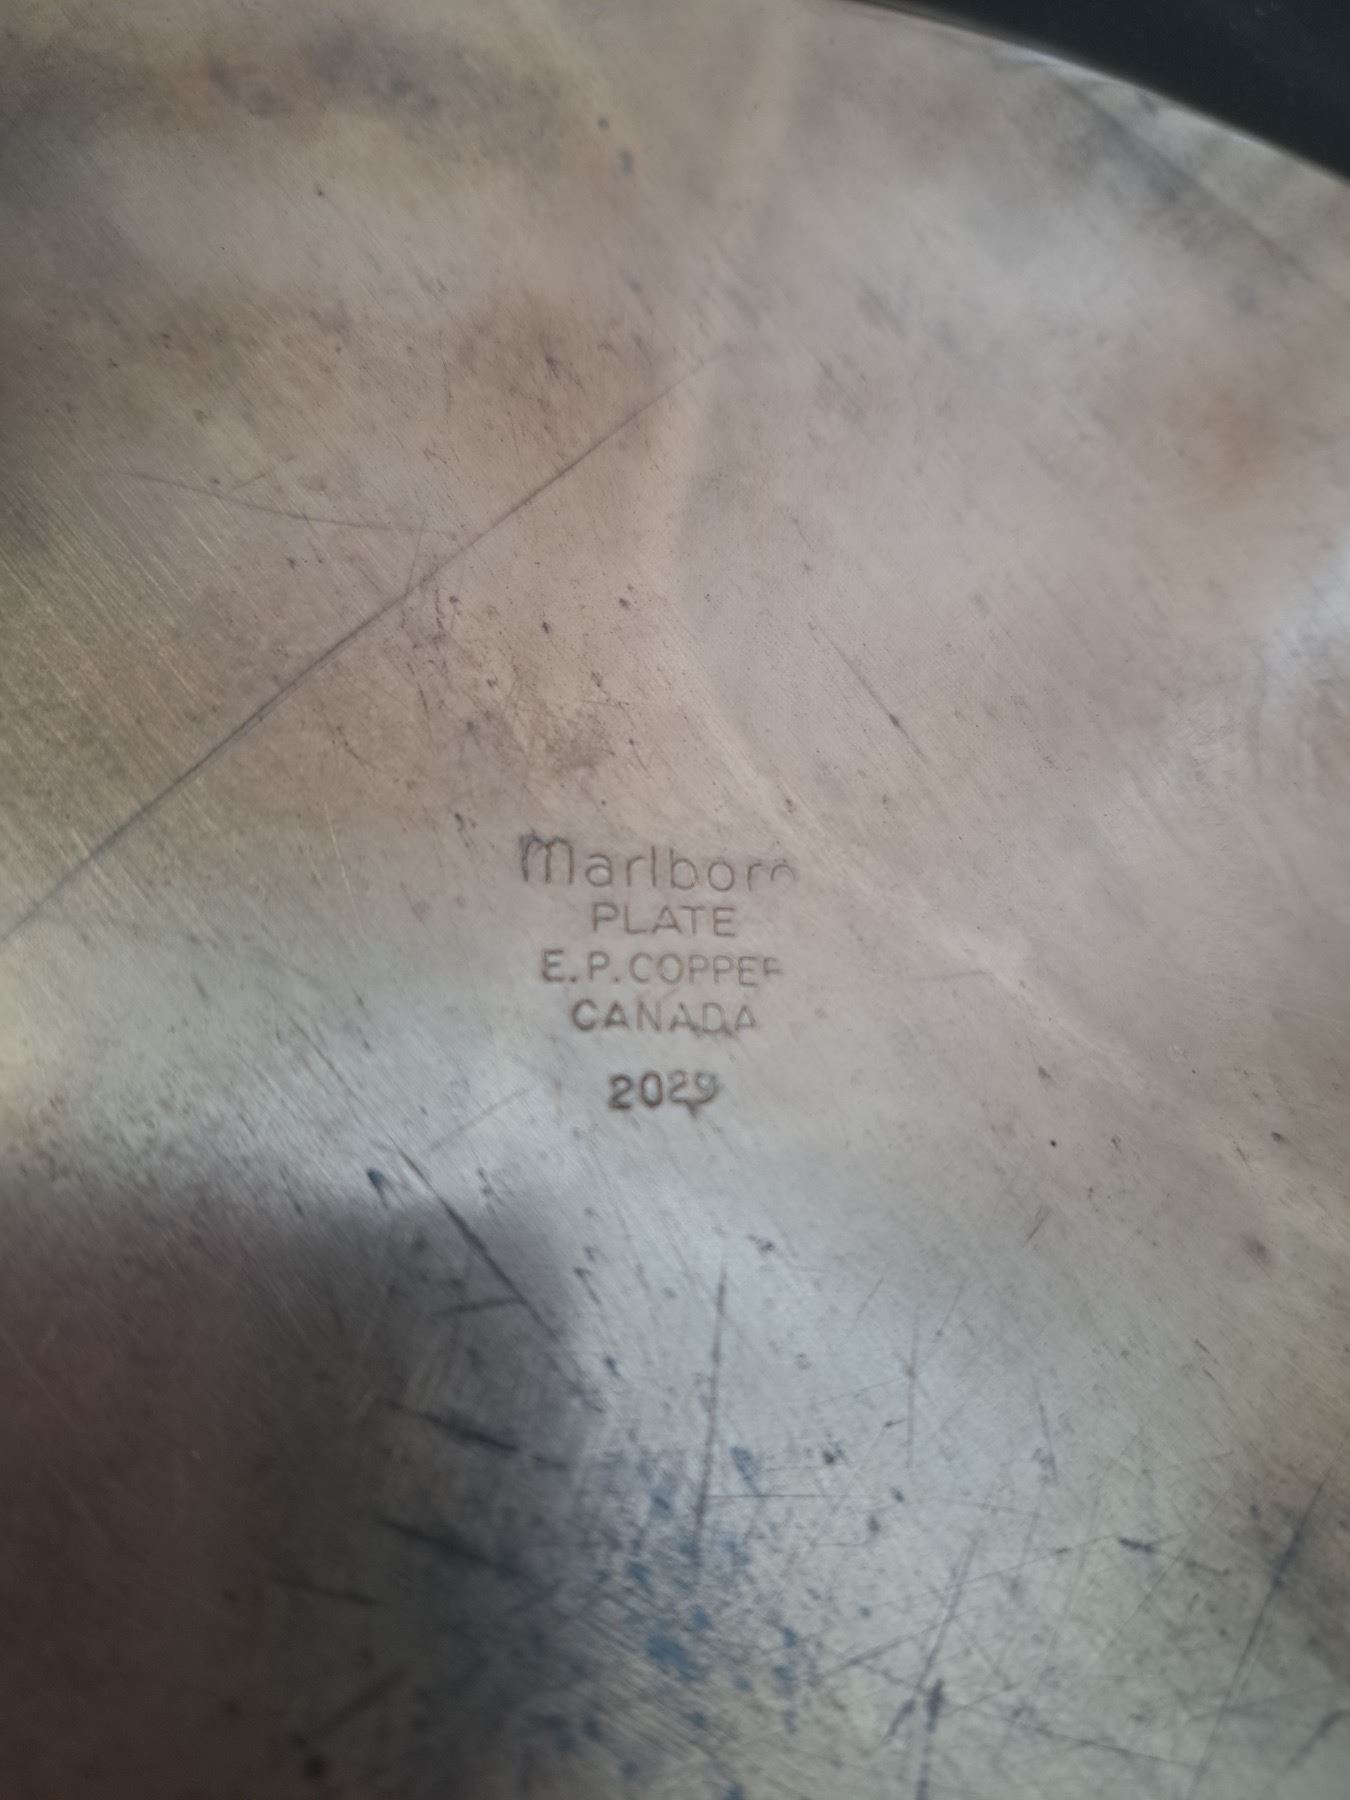 Marlboro
PLATE
E.P.COPPER
CANADA
2029